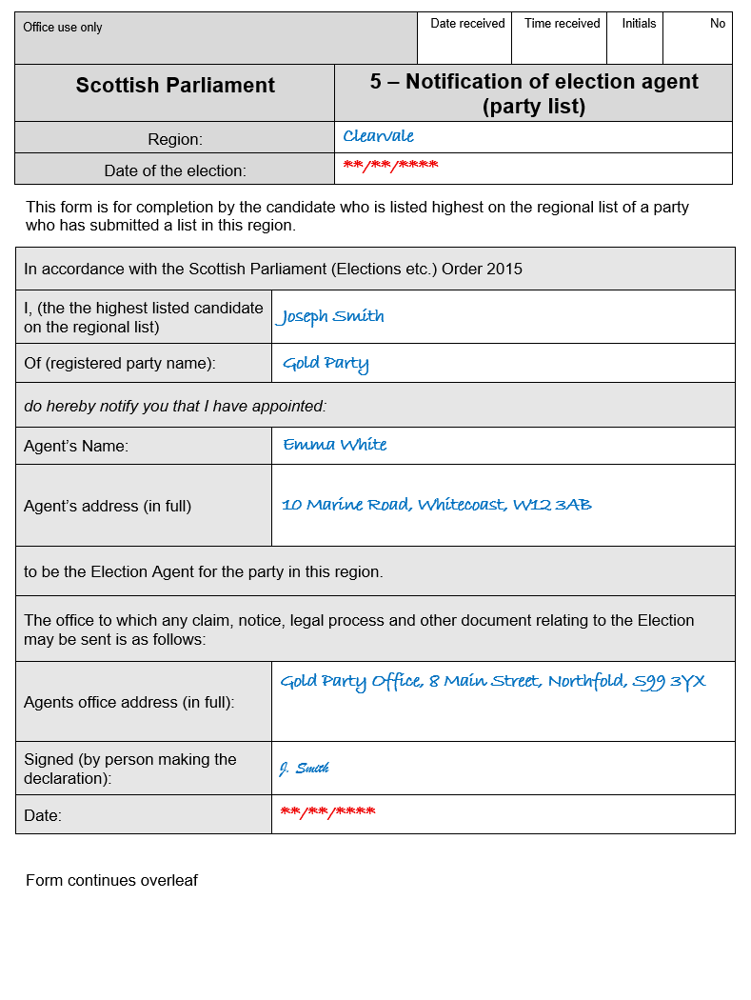 Office use only Date received Time received Initials No
Scottish Parliament
5 – Notification of election agent
(party list)
Region: Clearvale
Date of the election: **/**/****
This form is for completion by the candidate who is listed highest on the regional list of a party
who has submitted a list in this region.
In accordance with the Scottish Parliament (Elections etc.) Order 2015
I, (the the highest listed candidate
on the regional list)
Joseph Smith
Of (registered party name): Gold Party
do hereby notify you that I have appointed:
Agent’s Name: Emma White
Agent’s address (in full) 10 Marine Road, Whitecoast, W12 3AB
to be the Election Agent for the party in this region.
The office to which any claim, notice, legal process and other document relating to the Election
may be sent is as follows:
Agents office address (in full): Gold Party Office, 8 Main Street, Northfold, S99 3YX
Signed (by person making the
declaration):
J. Smith
Date: **/**/****
Form continues overleaf